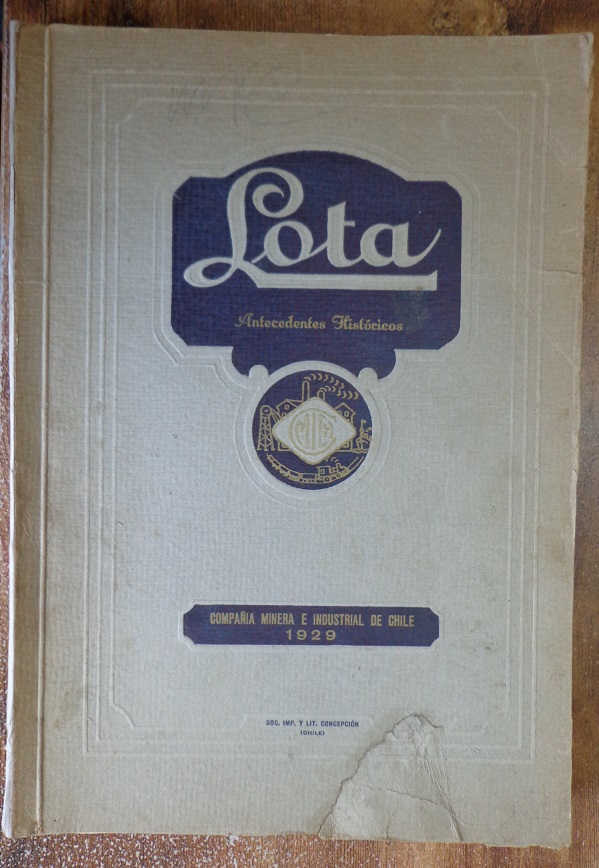 Lota
Antecedentes Históricos
CMIC
COMPAÑIA MINERA E INDUSTRIAL DE CHILE
1929
SOC. IMP. Y LIT. CONCEPCIÓN
(CHILE)